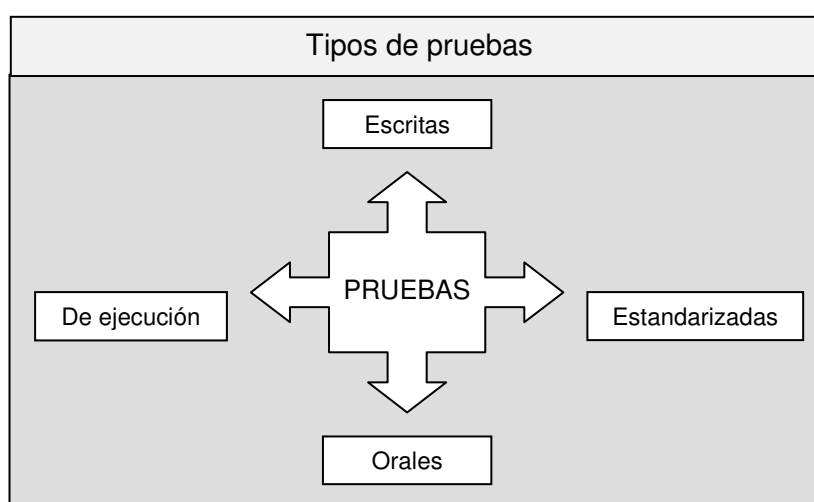 Tipos de pruebas
Escritas
De ejecución
PRUEBAS
Estandarizadas
Orales